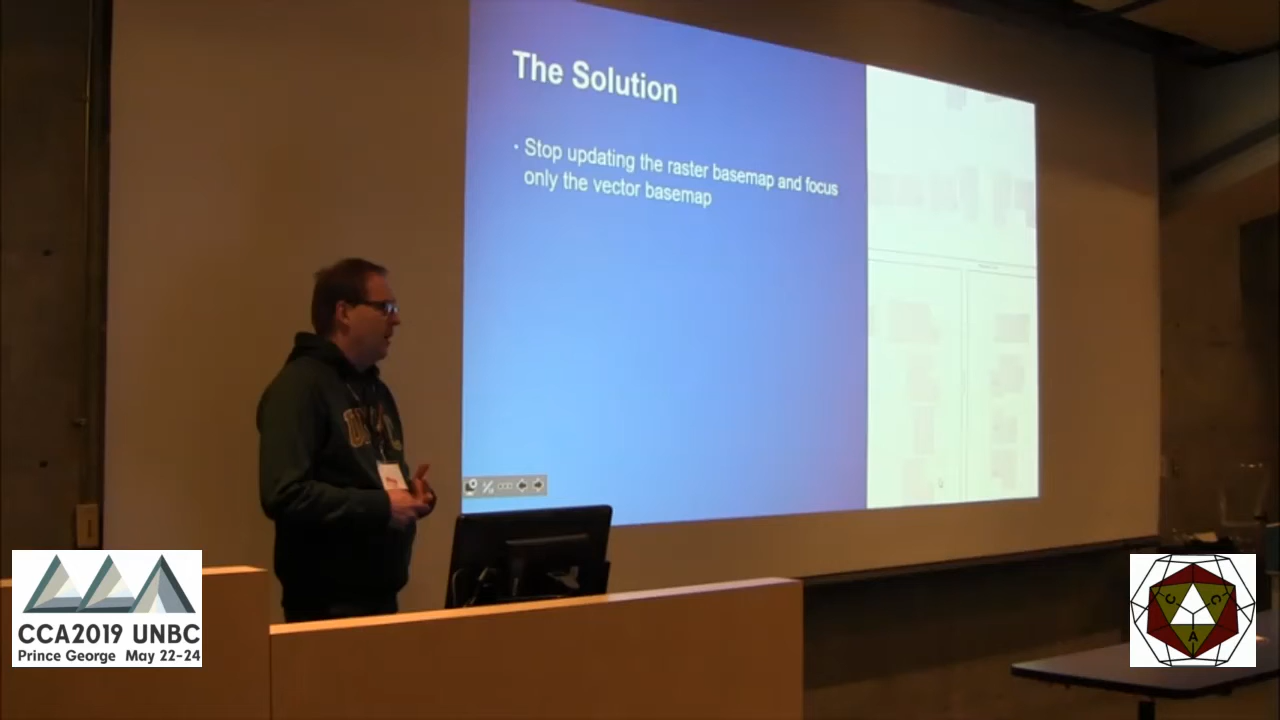 The Solution
· Stop updating the raster basemap and focus
only the vector basemap
CCA2019 UNBC
Prince George May 22-24
C C
A